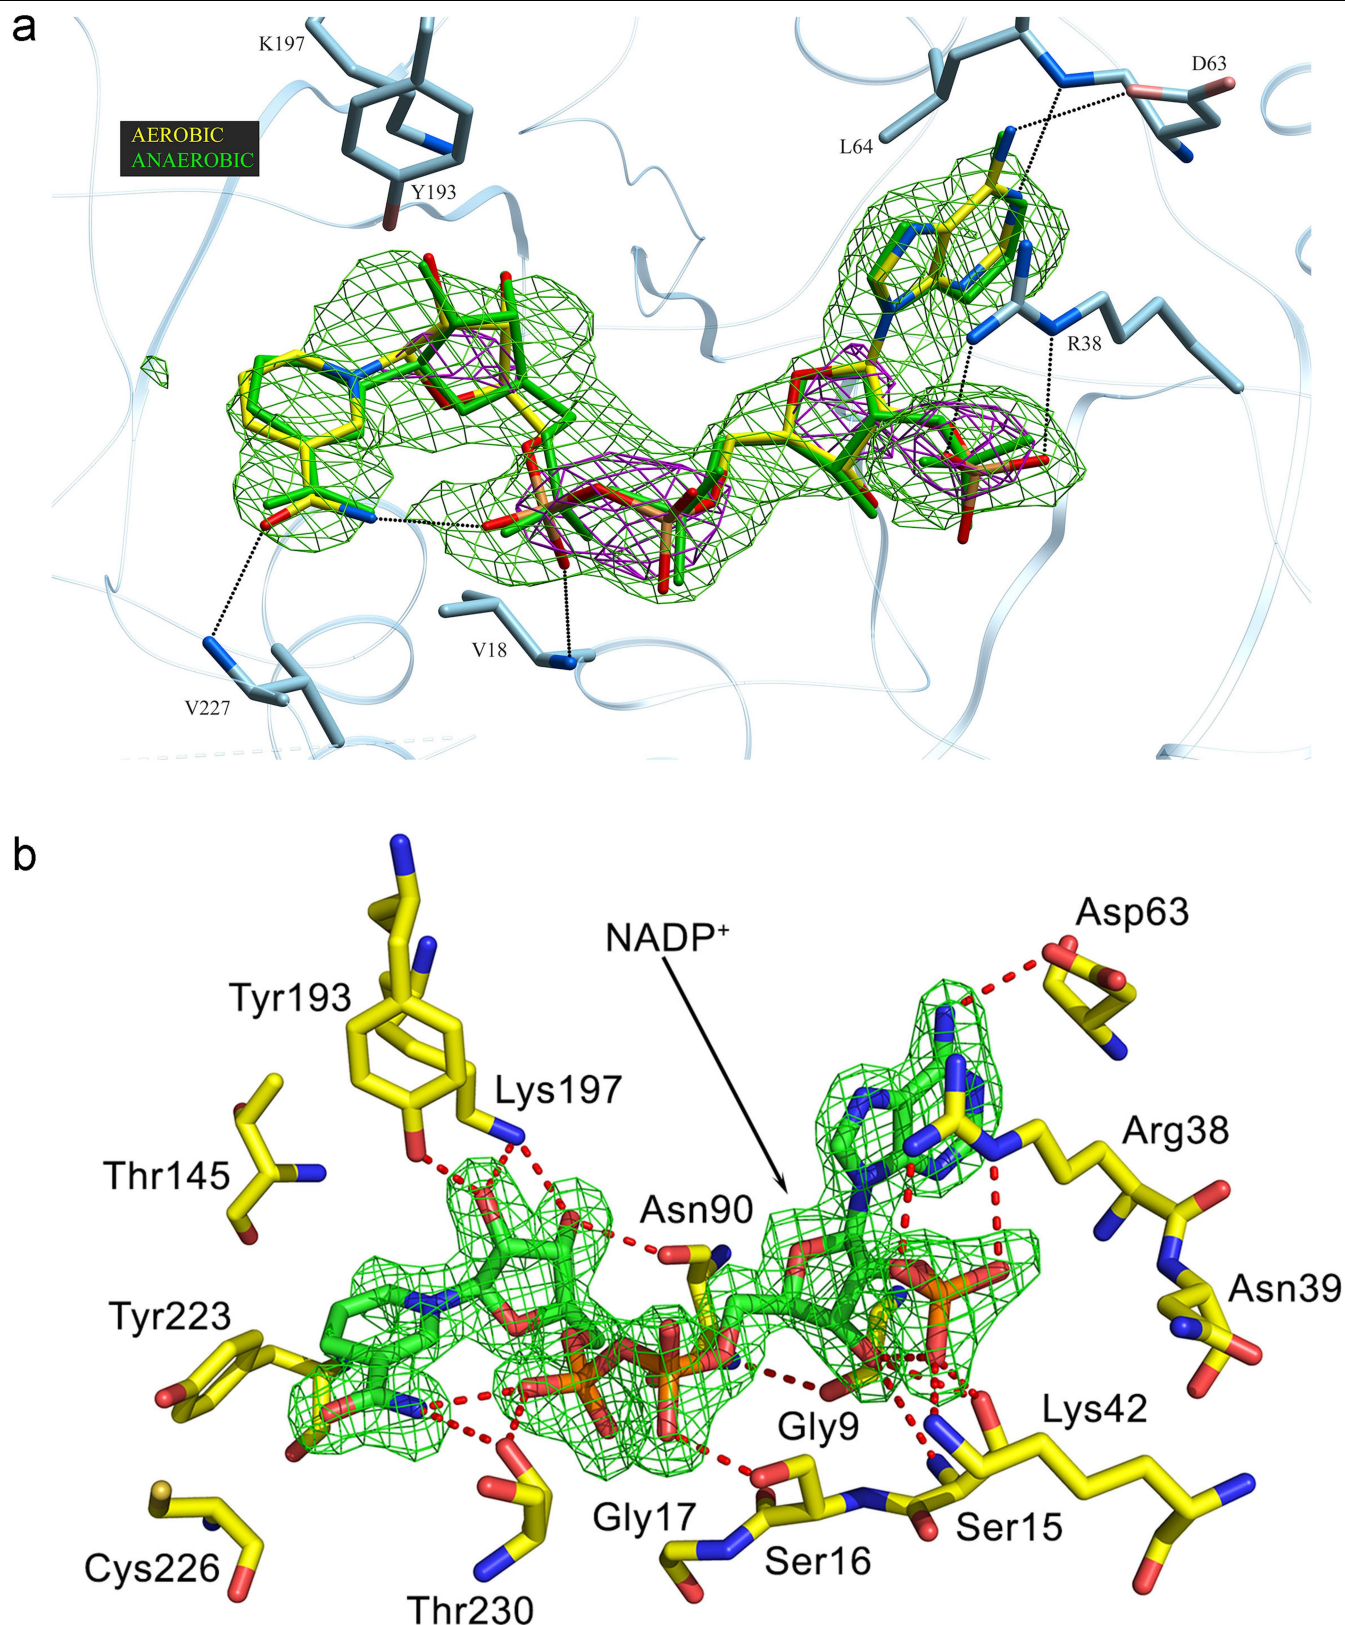 a
K197
D63
L64
AEROBIC
ANAEROBIC
Y193
R38
V18
V227
b
Asp63
NADP⁺
Tyr193
Lys197
Arg38
Thr145
Asn90
Asn39
Tyr223
Lys42
Gly9
Gly17
Ser15
Ser16
Cys226
Thr230